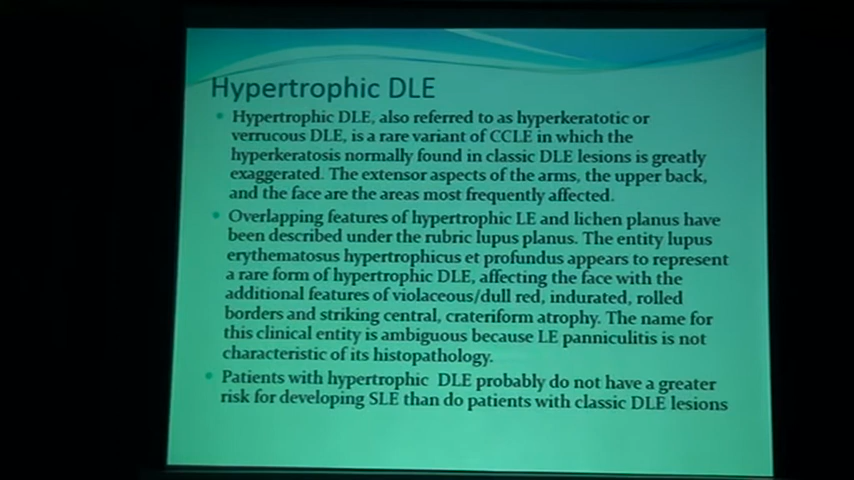 Hypertrophic DLE
Hypertrophic DLE, also referred to as hyperkeratotic or
verrucous DLE, is a rare variant of CCLE in which the
hyperkeratosis normally found in classic DLE lesions is greatly
exaggerated. The extensor aspects of the arms, the upper back,
and the face are the areas most frequently affected.
Overlapping features of hypertrophic LE and lichen planus have
been described under the rubric lupus planus. The entity lupus
erythematosus hypertrophicus et profundus appears to represent
a rare form of hypertrophic DLE, affecting the face with the
additional features of violaceous/dull red, indurated, rolled
borders and striking central, crateriform atrophy. The name for
this clinical entity is ambiguous because LE panniculitis is not
characteristic of its histopathology.
Patients with hypertrophic DLE probably do not have a greater
risk for developing SLE than do patients with classic DLE lesions